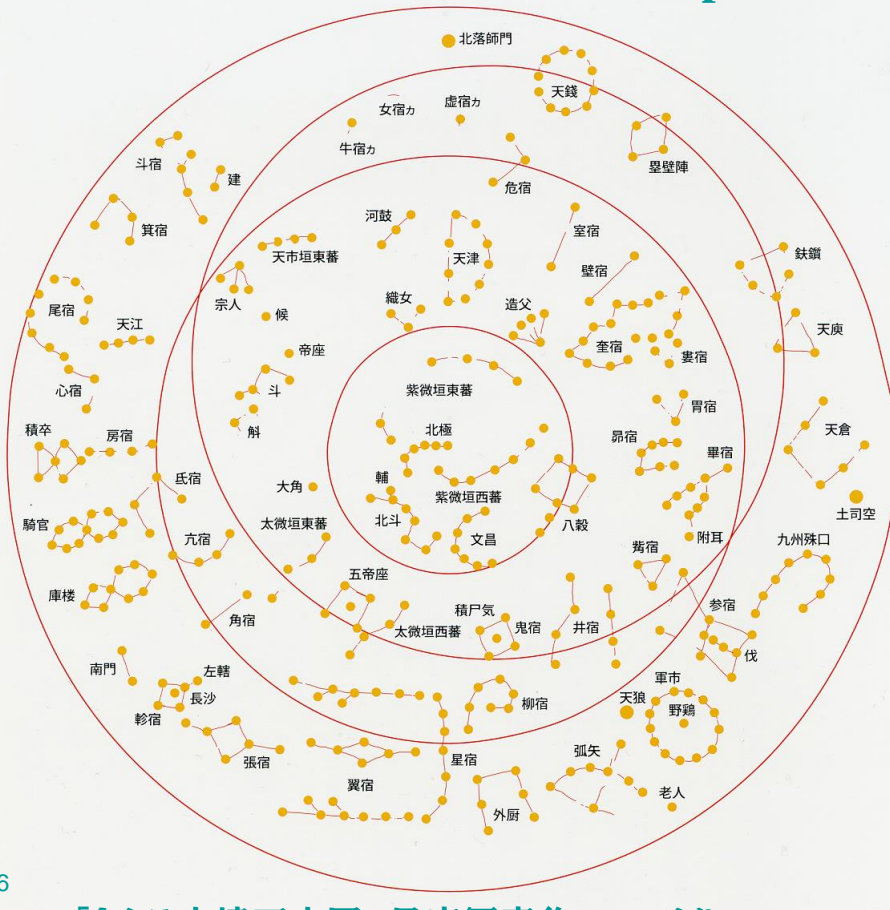 北落師門
天錢
女宿カ
虚宿カ
牛宿カ
塁壁陣
斗宿
建
危宿
箕宿
河鼓
室宿
天市垣東蕃
天津
鈇鑕
壁宿
宗人
織女
造父
尾宿
候
天庾
天江
奎宿
婁宿
帝座
心宿
斗
紫微垣東蕃
胃宿
斛
積卒
房宿
北極
昴宿
天倉
畢宿
氐宿
大角
輔
紫微垣西蕃
土司空
騎官
太微垣東蕃
北斗
八穀
文昌
附耳
九州殊口
亢宿
觜宿
庫楼
五帝座
角宿
積尸気
鬼宿
井宿
参宿
太微垣西蕃
伐
南門
左轄
長沙
軍市
軫宿
柳宿
天狼
野鶏
張宿
弧矢
星宿
翼宿
老人
外厨
6